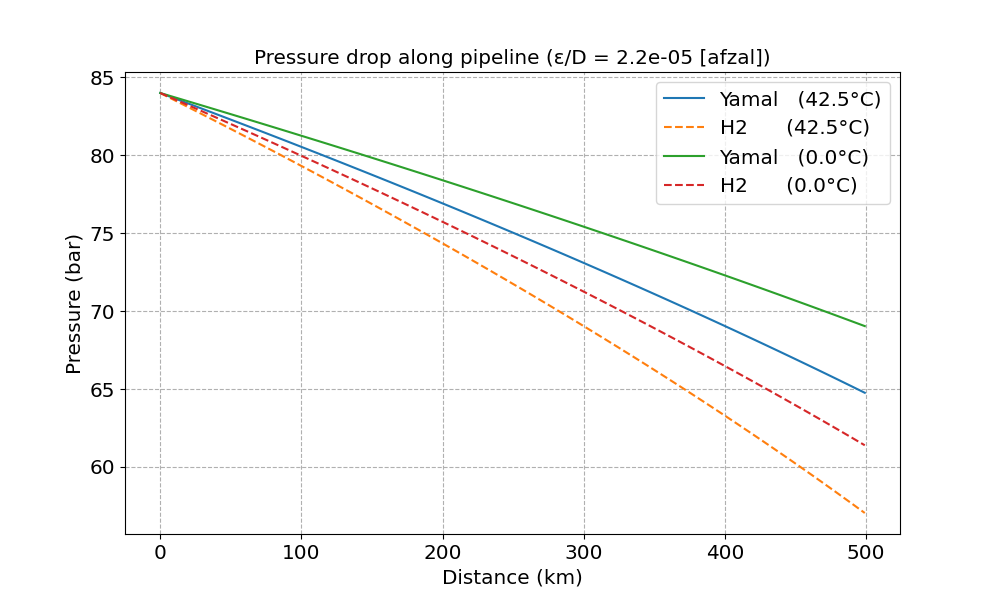 Pressure drop along pipeline (ε/D = 2.2e-05 [afzal])
Pressure (bar)
85
80
75
70
65
60
Yamal (42.5°C)
H2 (42.5°C)
Yamal (0.0°C)
H2 (0.0°C)
0 100 200 300 400 500
Distance (km)